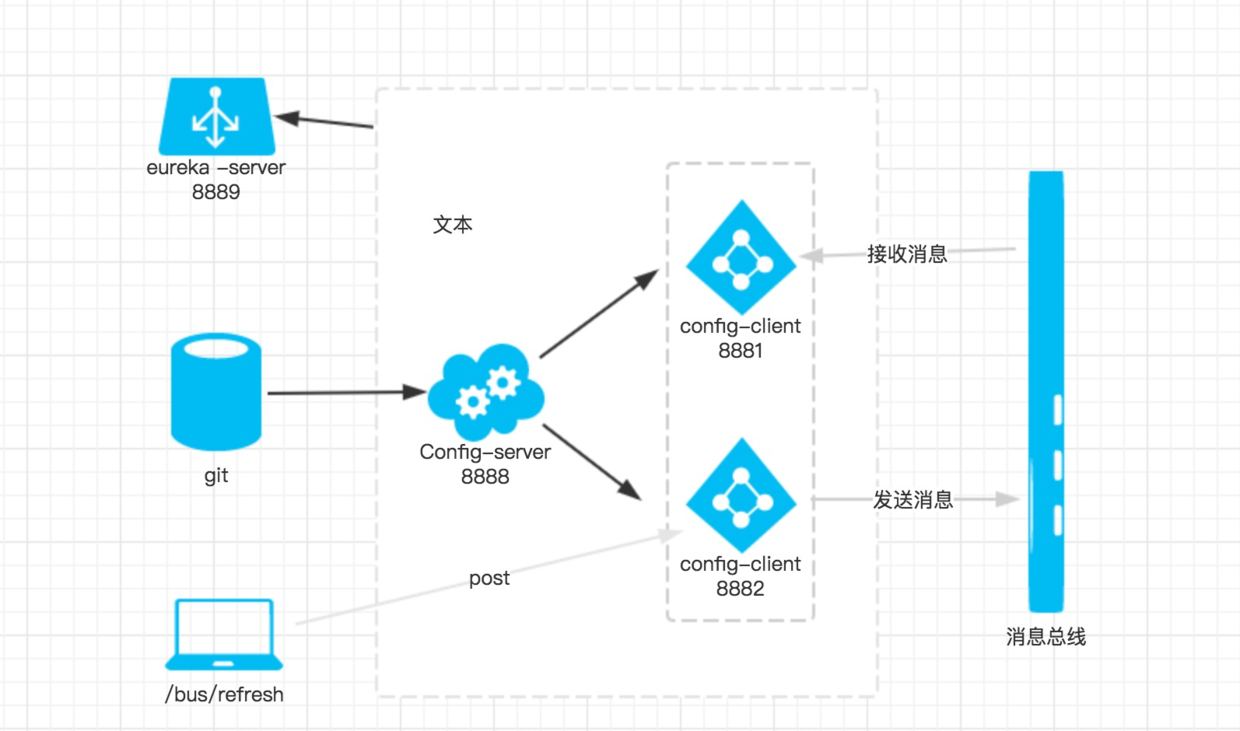 eureka -server
8889
文本
接收消息
config-client
8881
Config-server
8888
git
发送消息
config-client
8882
post
消息总线
/bus/refresh